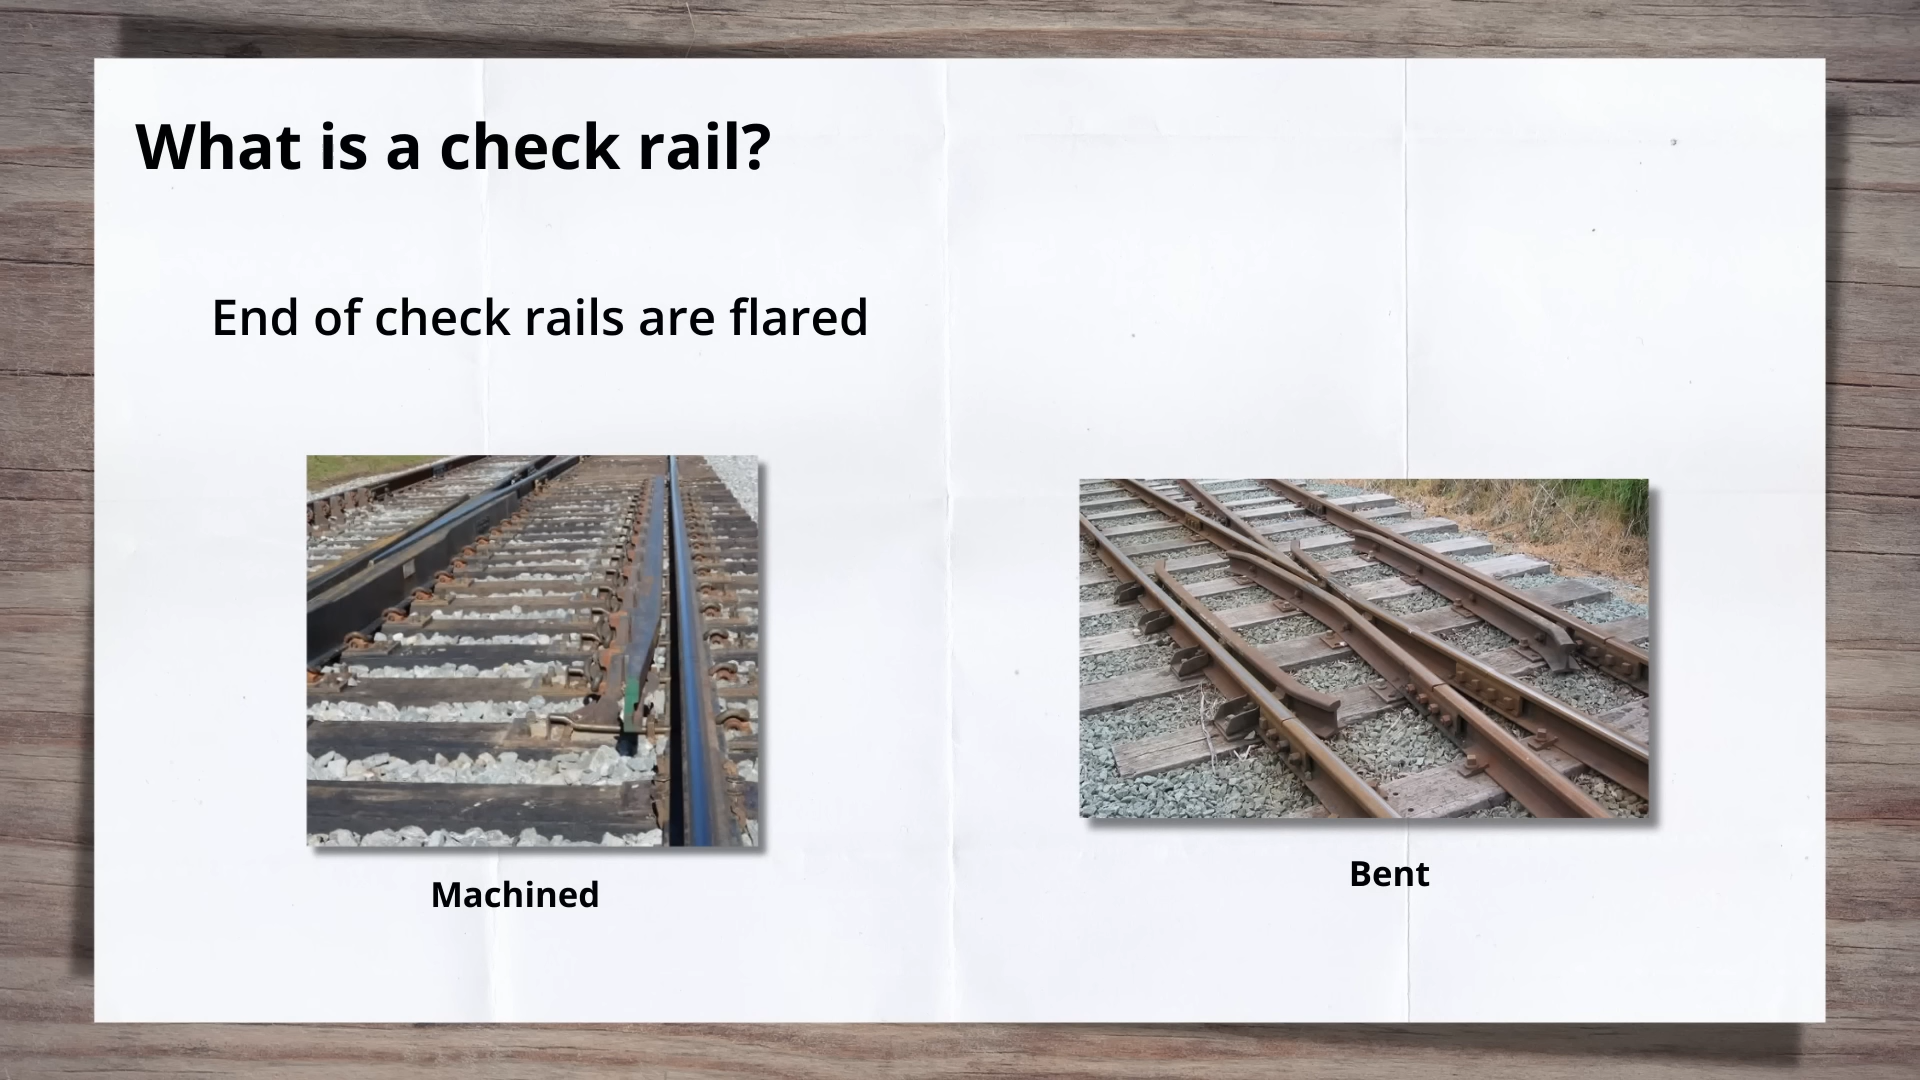 What is a check rail?
End of check rails are flared
Machined
Bent